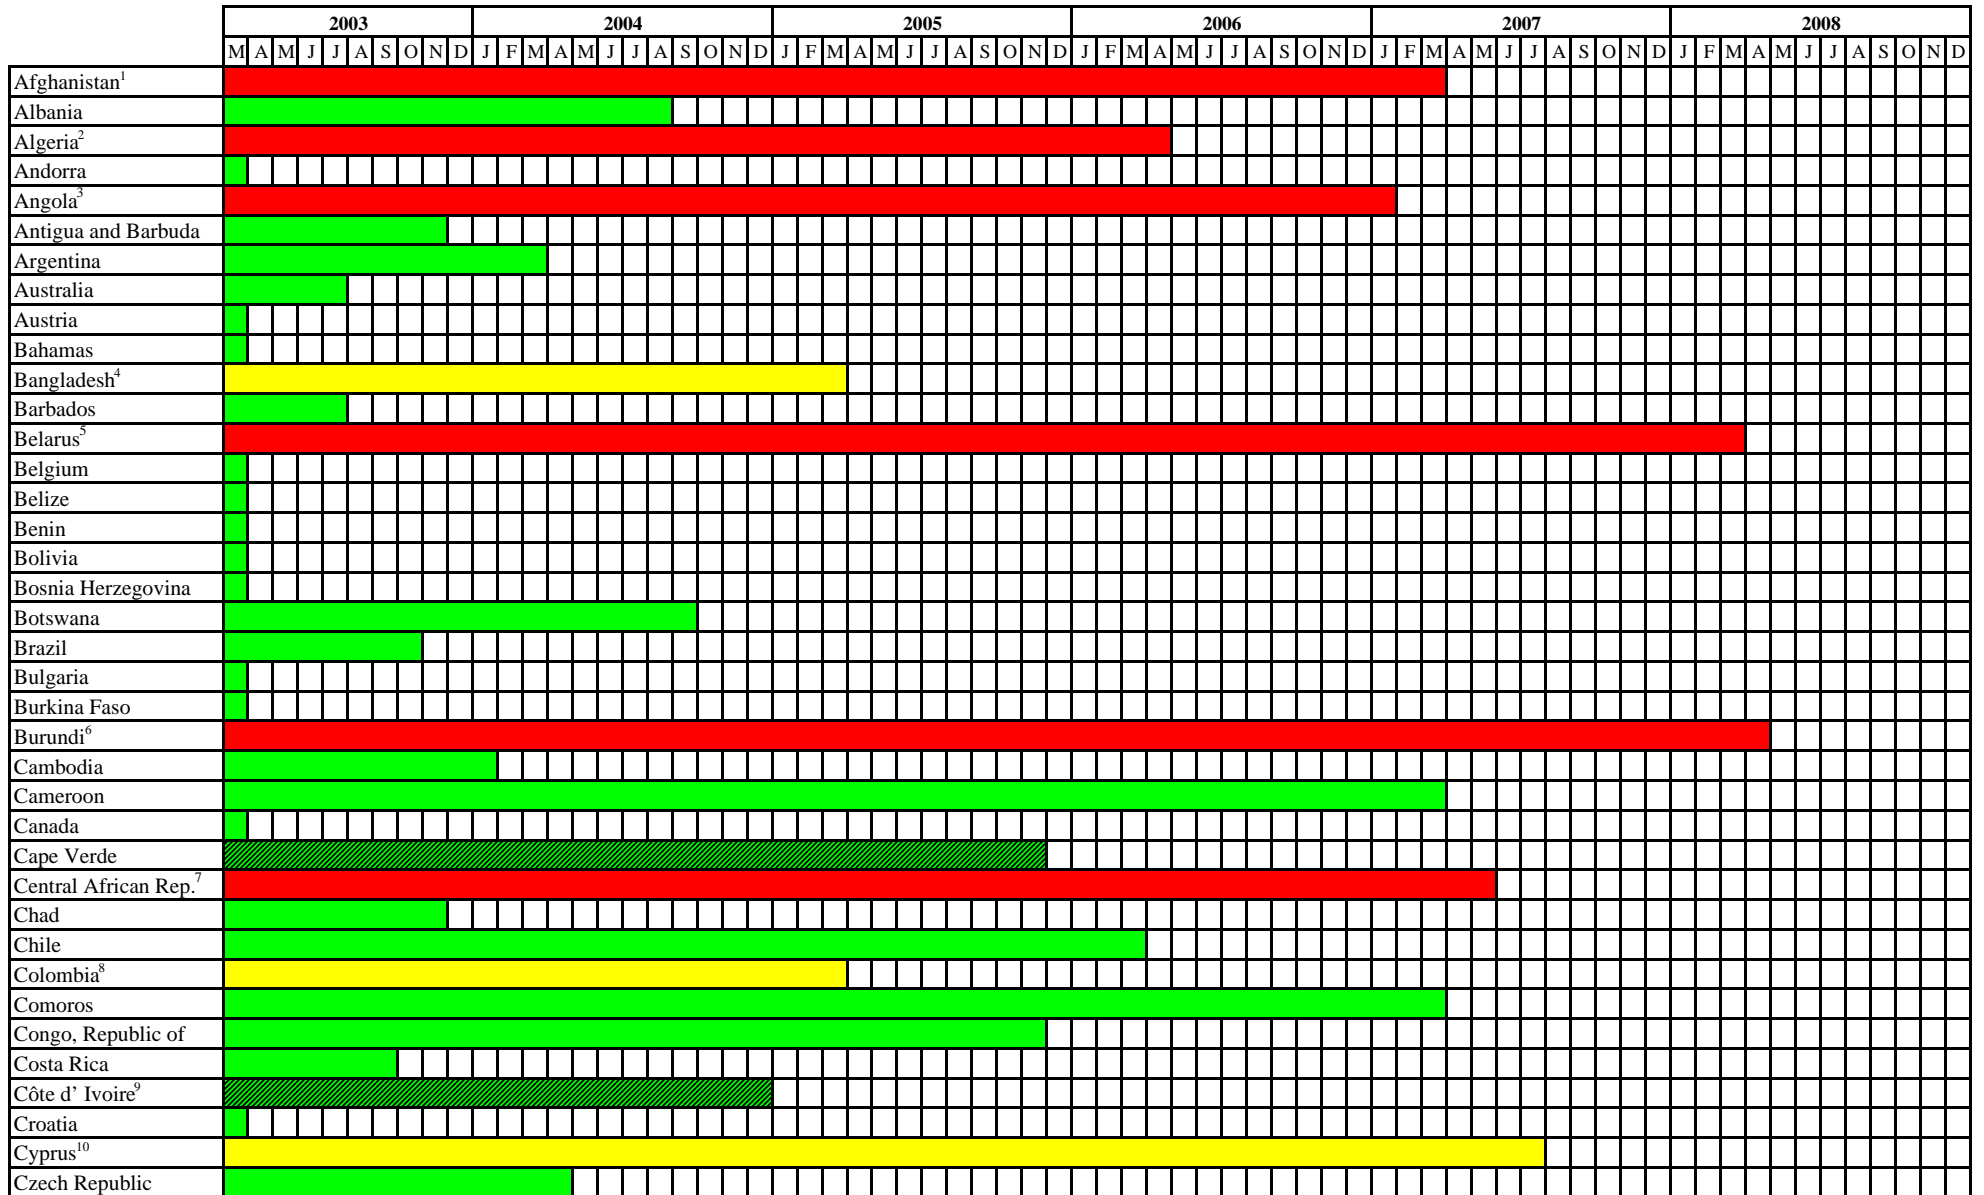 2003 2004 2005 2006 2007 2008
M A M J J A S O N D J F M A M J J A S O N D J F M A M J J A S O N D J F M A M J J A S O N D J F M A M J J A S O N D J F M A M J J A S O N D
Afghanistan1
Albania
Algeria2
Andorra
Angola3
Antigua and Barbuda
Argentina
Australia
Austria
Bahamas
Bangladesh4
Barbados
Belarus5
Belgium
Belize
Benin
Bolivia
Bosnia Herzegovina
Botswana
Brazil
Bulgaria
Burkina Faso
Burundi6
Cambodia
Cameroon
Canada
Cape Verde
Central African Rep.7
Chad
Chile
Colombia8
Comoros
Congo, Republic of
Costa Rica
Côte d' Ivoire9
Croatia
Cyprus10
Czech Republic